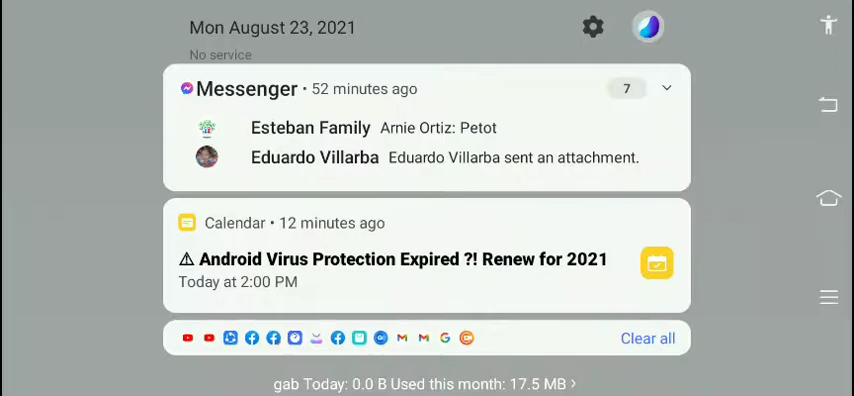 Mon August 23, 2021
No service
Messenger • 52 minutes ago 7
Esteban Family Arnie Ortiz: Petot
Eduardo Villarba Eduardo Villarba sent an attachment.
Calendar • 12 minutes ago
⚠ Android Virus Protection Expired ?! Renew for 2021
Today at 2:00 PM
Clear all
gab Today: 0.0 B Used this month: 17.5 MB ›